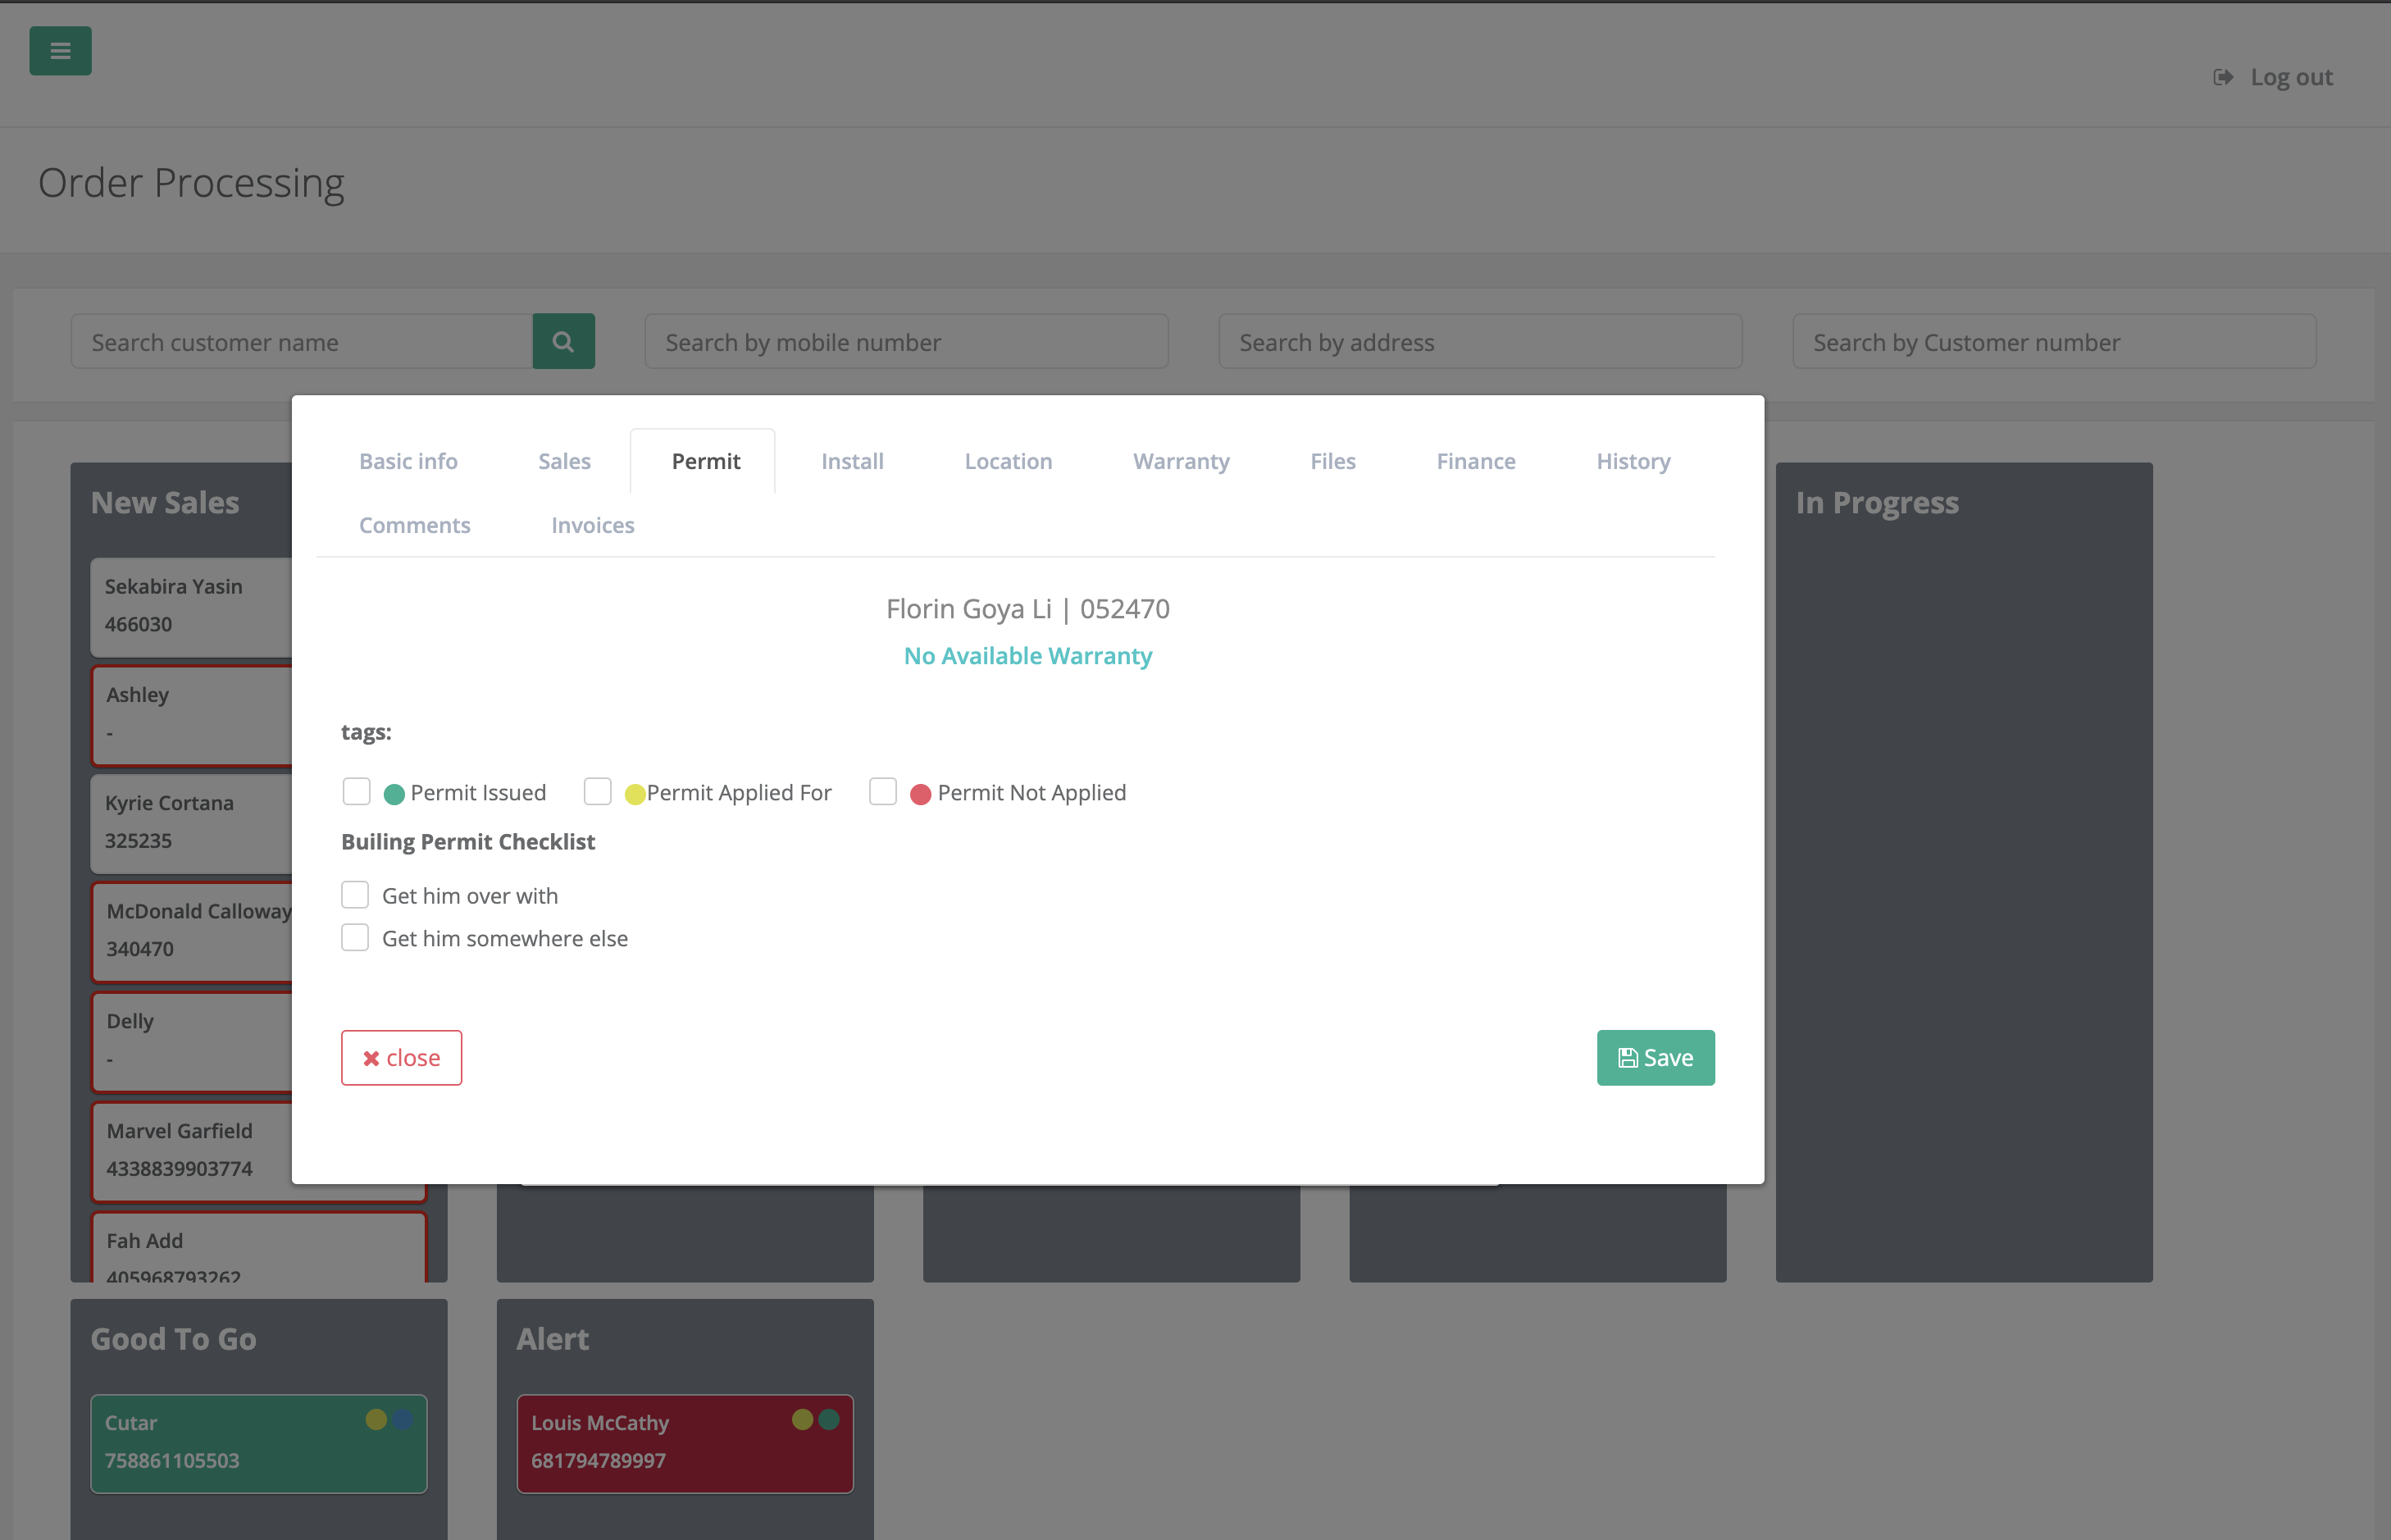 Log out
Order Processing
Search customer name
Search by mobile number
Search by address
Search by Customer number
Basic info Sales Permit Install Location Warranty Files Finance History
Comments Invoices
Florin Goya Li | 052470
No Available Warranty
tags:
Permit Issued Permit Applied For Permit Not Applied
Builing Permit Checklist
Get him over with
Get him somewhere else
close
Save
New Sales
Sekabira Yasin
466030
Ashley
-
Kyrie Cortana
325235
McDonald Calloway
340470
Delly
-
Marvel Garfield
4338839903774
Fah Add
405968793262
In Progress
Good To Go
Cutar
758861105503
Alert
Louis McCathy
681794789997